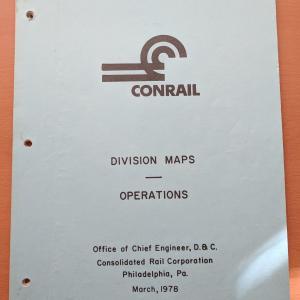 CONRAIL
DIVISION MAPS
OPERATIONS
Office of Chief Engineer, D.& C.
Consolidated Rail Corporation
Philadelphia, Pa.
March, 1978